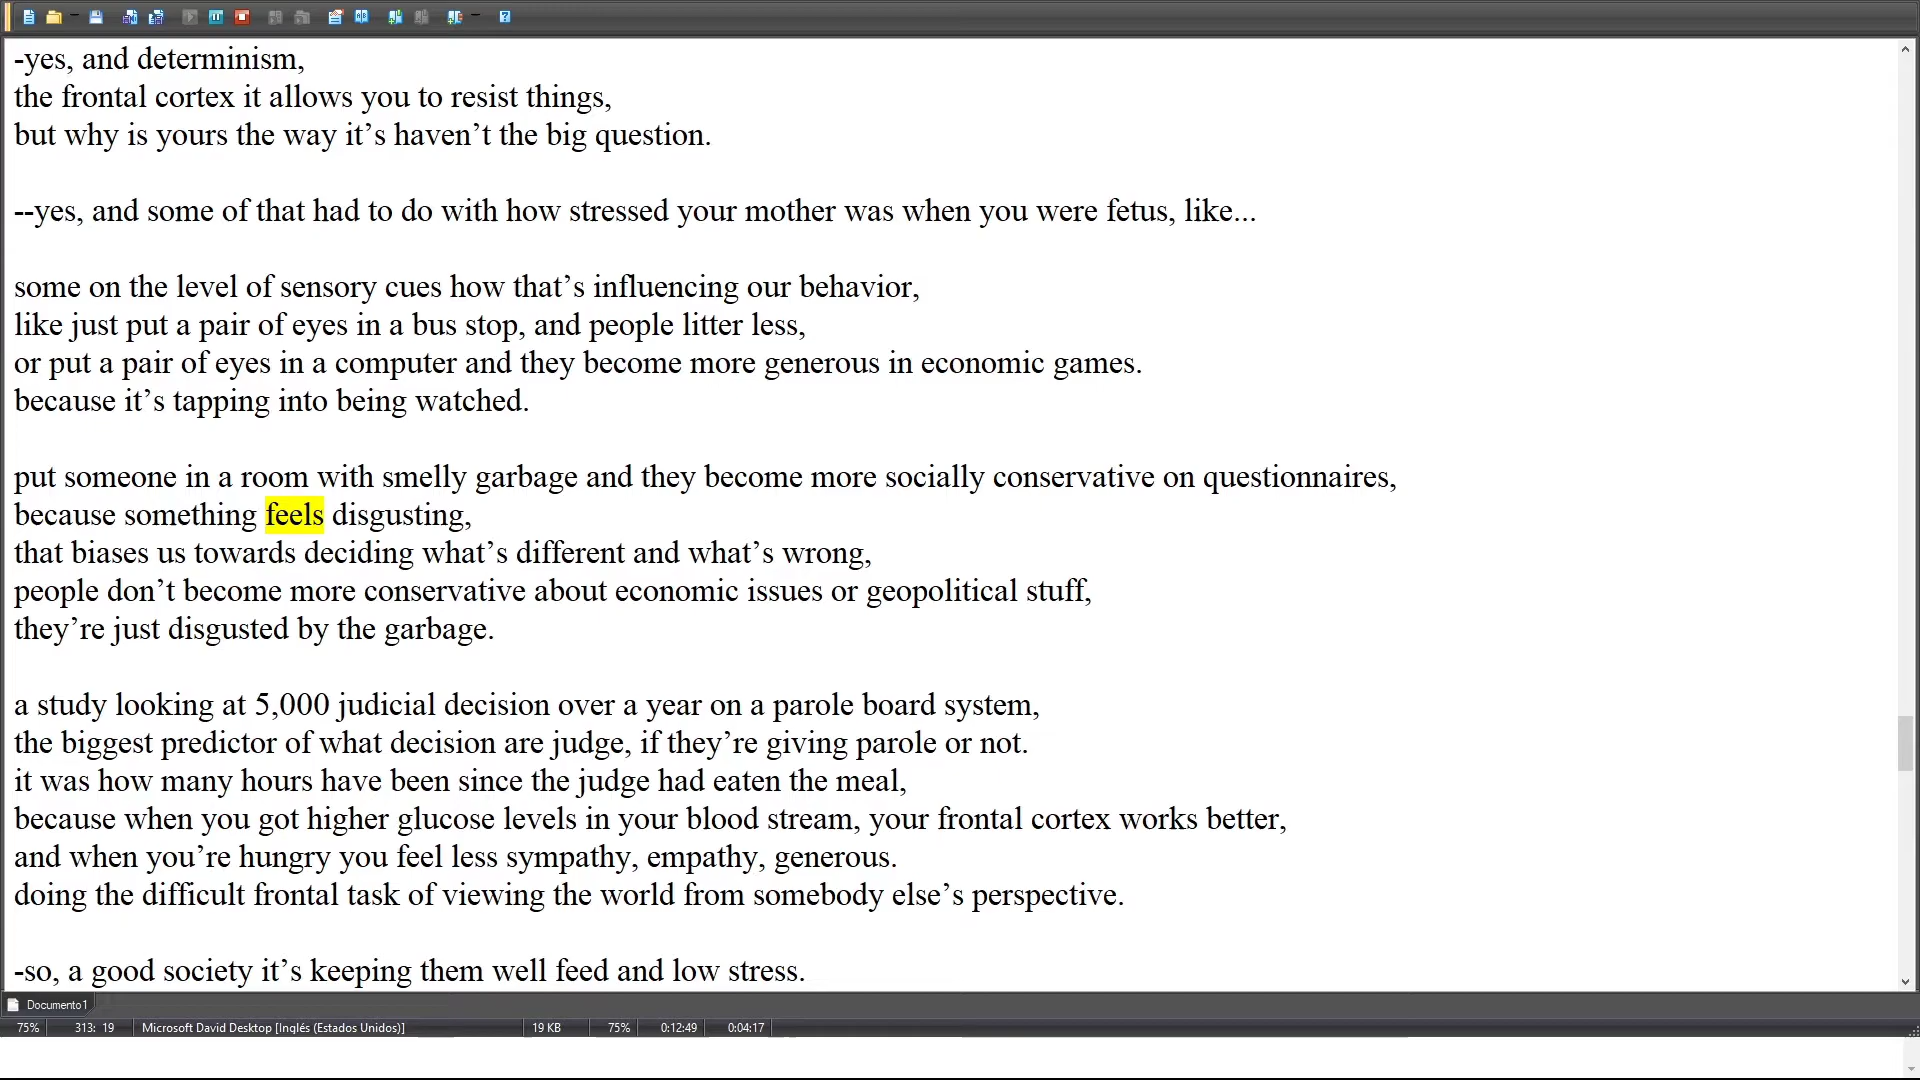 -yes, and determinism,
the frontal cortex it allows you to resist things,
but why is yours the way it’s haven’t the big question.
--yes, and some of that had to do with how stressed your mother was when you were fetus, like...
some on the level of sensory cues how that’s influencing our behavior,
like just put a pair of eyes in a bus stop, and people litter less,
or put a pair of eyes in a computer and they become more generous in economic games.
because it’s tapping into being watched.
put someone in a room with smelly garbage and they become more socially conservative on questionnaires,
because something feels disgusting,
that biases us towards deciding what’s different and what’s wrong,
people don’t become more conservative about economic issues or geopolitical stuff,
they’re just disgusted by the garbage.
a study looking at 5,000 judicial decision over a year on a parole board system,
the biggest predictor of what decision are judge, if they’re giving parole or not.
it was how many hours have been since the judge had eaten the meal,
because when you got higher glucose levels in your blood stream, your frontal cortex works better,
and when you’re hungry you feel less sympathy, empathy, generous.
doing the difficult frontal task of viewing the world from somebody else’s perspective.
-so, a good society it’s keeping them well feed and low stress.
Documento1
75% 313: 19 Microsoft David Desktop [Inglés (Estados Unidos)] 19 KB 75% 0:12:49 0:04:17